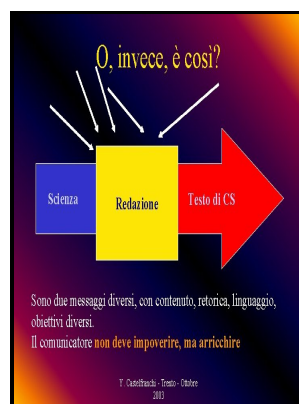 O, invece, è così?
Scienza
Redazione
Testo di CS
Sono due messaggi diversi, con contenuto, retorica, linguaggio,
obiettivi diversi.
Il comunicatore non deve impoverire, ma arricchire
Y. Castelfranchi - Trento - Ottobre
2003